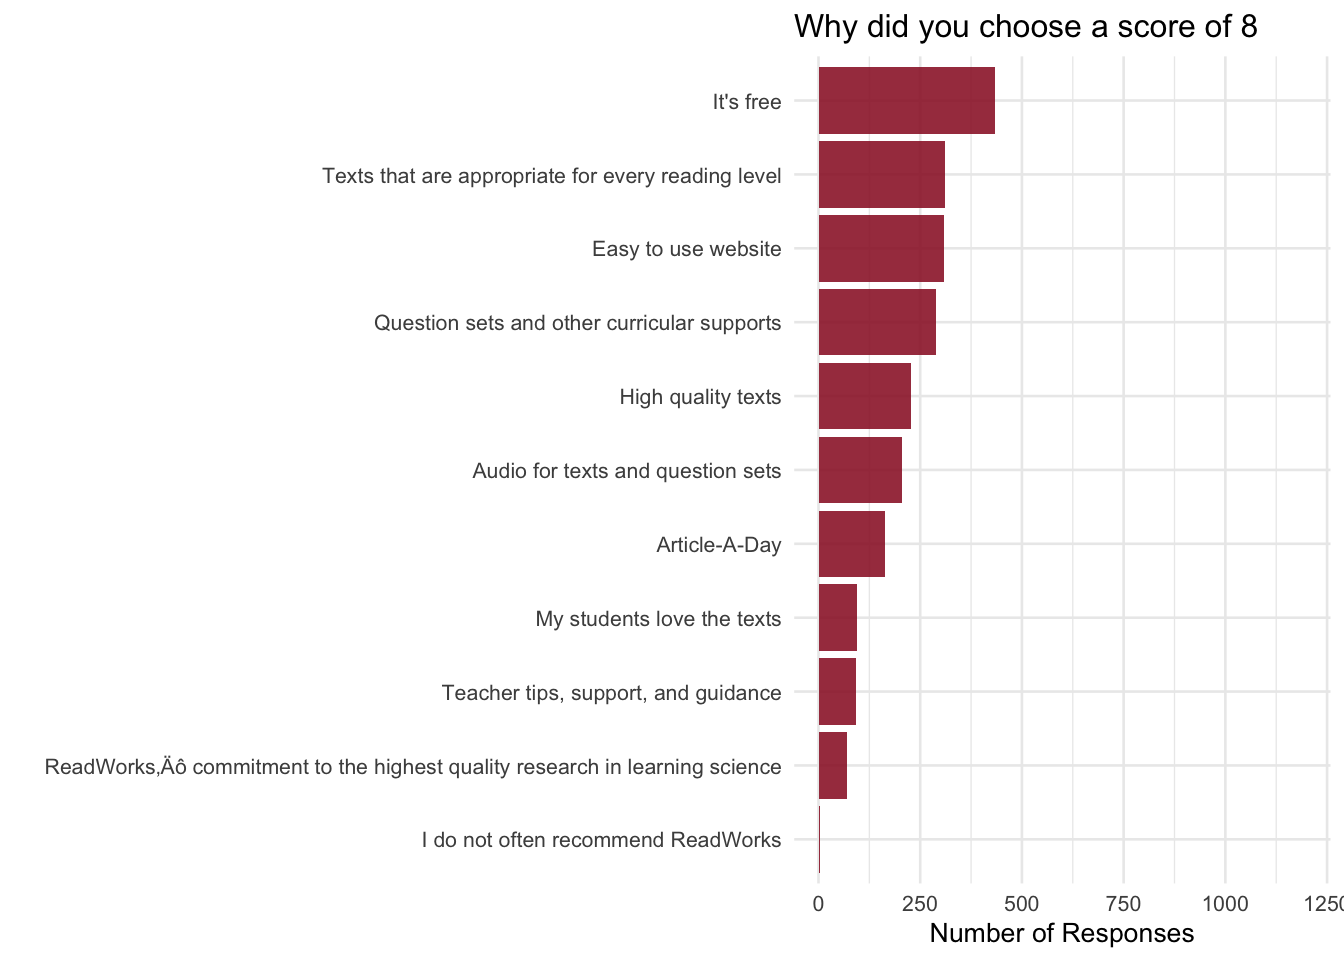 Why did you choose a score of 8
It's free
Texts that are appropriate for every reading level
Easy to use website
Question sets and other curricular supports
High quality texts
Audio for texts and question sets
Article-A-Day
My students love the texts
Teacher tips, support, and guidance
ReadWorks‚Äô commitment to the highest quality research in learning science
I do not often recommend ReadWorks
0 250 500 750 1000 1250
Number of Responses